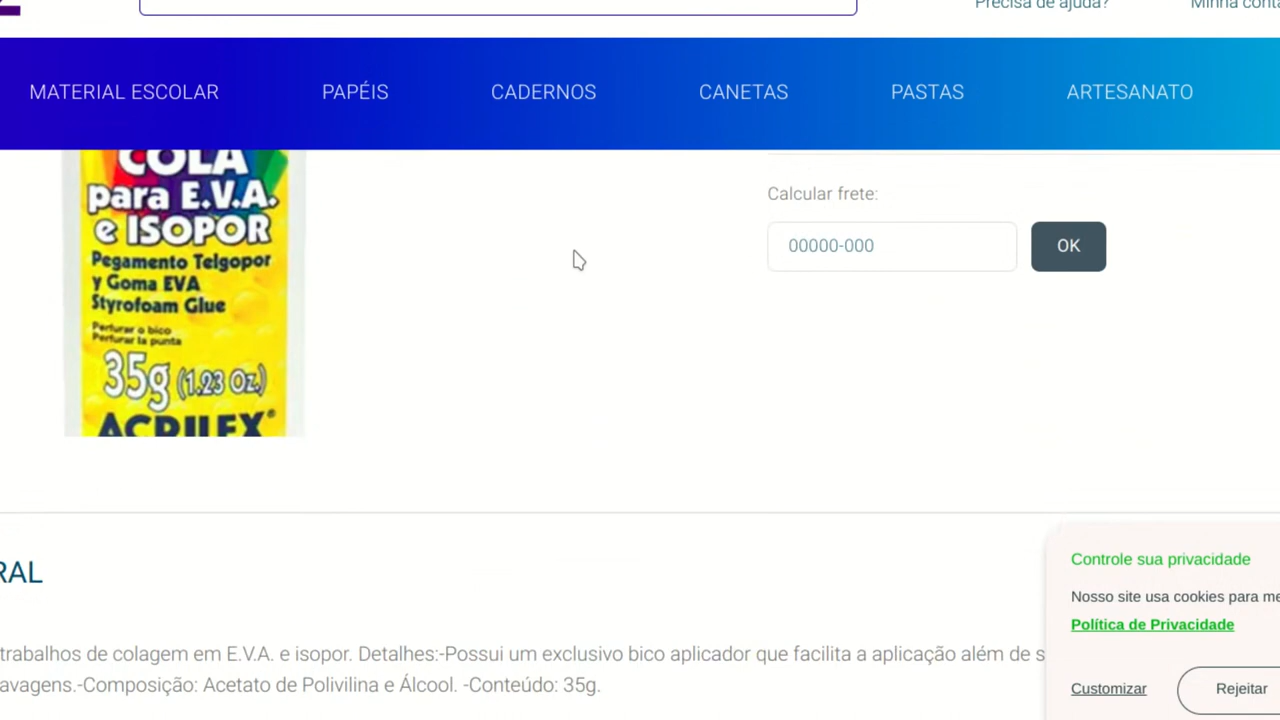 Precisa de ajuda?
Minha conta
MATERIAL ESCOLAR
PAPÉIS
CADERNOS
CANETAS
PASTAS
ARTESANATO
COLA
para E.V.A.
e ISOPOR
Pegamento Telgopor
y Goma EVA
Styrofoam Glue
Perfurar o bico
Perfurar la punta
35g (1.23 Oz.)
ACRILEX®
Calcular frete:
00000-000
OK
RAL
trabalhos de colagem em E.V.A. e isopor. Detalhes:-Possui um exclusivo bico aplicador que facilita a aplicação além de s
avagens.-Composição: Acetato de Polivilina e Álcool. -Conteúdo: 35g.
Controle sua privacidade
Nosso site usa cookies para me
Política de Privacidade
Customizar
Rejeitar